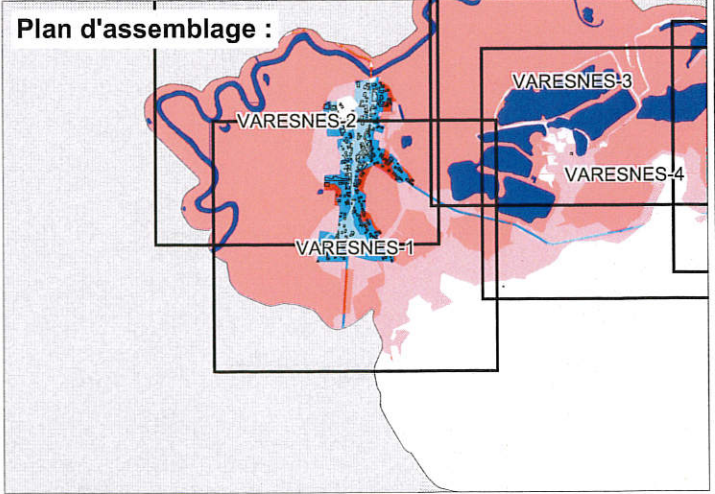 Plan d'assemblage :
VARESNES-3
VARESNES-2
VARESNES-4
VARESNES-1